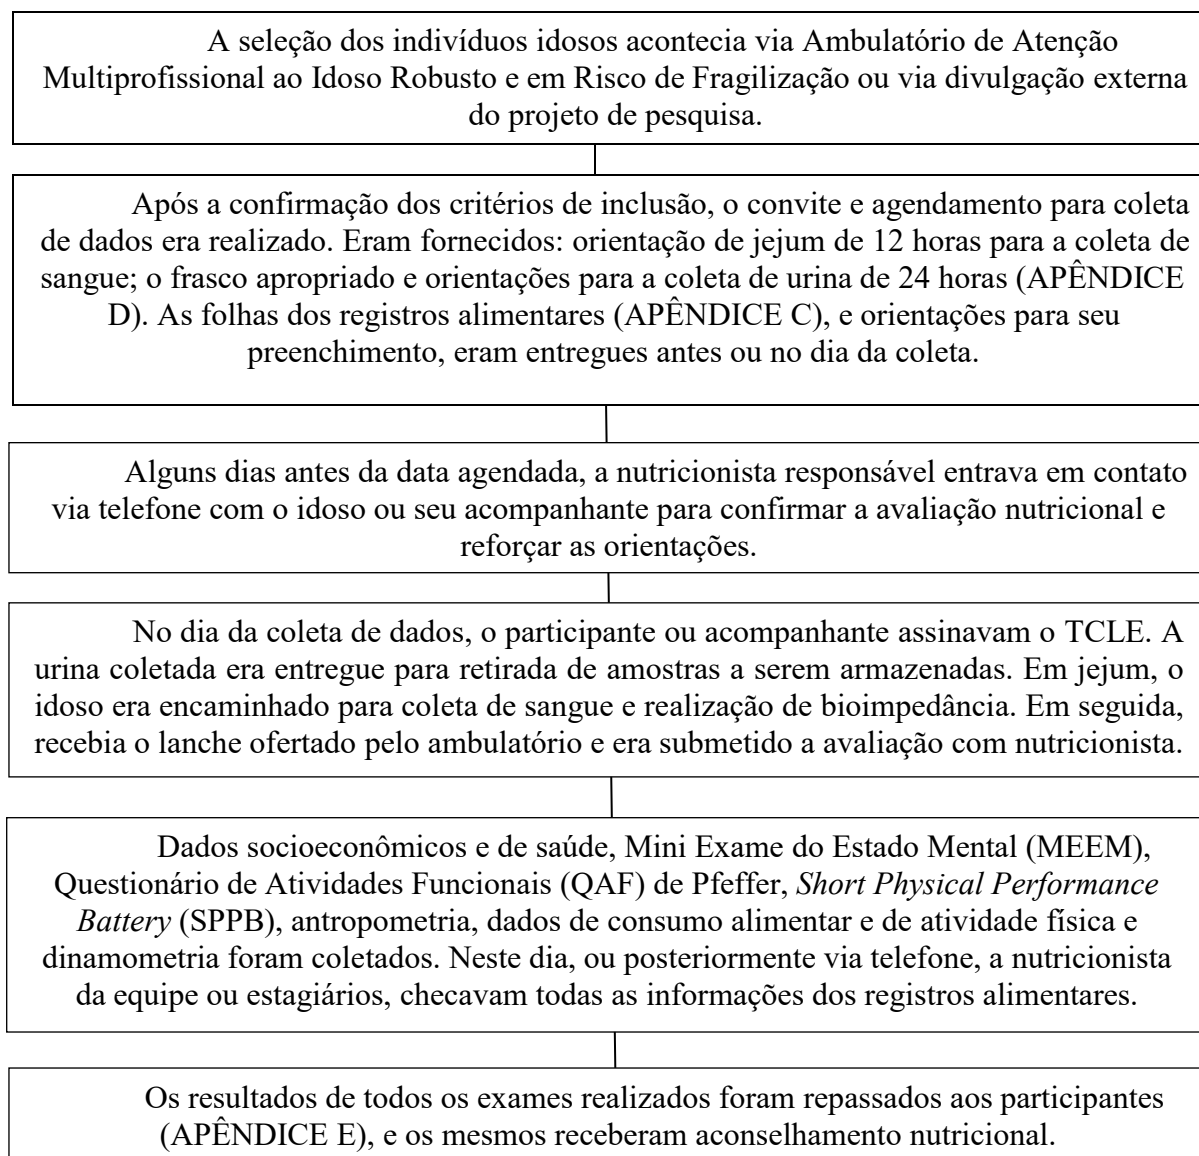 A seleção dos indivíduos idosos acontecia via Ambulatório de Atenção
Multiprofissional ao Idoso Robusto e em Risco de Fragilização ou via divulgação externa
do projeto de pesquisa.
Após a confirmação dos critérios de inclusão, o convite e agendamento para coleta
de dados era realizado. Eram fornecidos: orientação de jejum de 12 horas para a coleta de
sangue; o frasco apropriado e orientações para a coleta de urina de 24 horas (APÊNDICE
D). As folhas dos registros alimentares (APÊNDICE C), e orientações para seu
preenchimento, eram entregues antes ou no dia da coleta.
Alguns dias antes da data agendada, a nutricionista responsável entrava em contato
via telefone com o idoso ou seu acompanhante para confirmar a avaliação nutricional e
reforçar as orientações.
No dia da coleta de dados, o participante ou acompanhante assinavam o TCLE. A
urina coletada era entregue para retirada de amostras a serem armazenadas. Em jejum, o
idoso era encaminhado para coleta de sangue e realização de bioimpedância. Em seguida,
recebia o lanche ofertado pelo ambulatório e era submetido a avaliação com nutricionista.
Dados socioeconômicos e de saúde, Mini Exame do Estado Mental (MEEM),
Questionário de Atividades Funcionais (QAF) de Pfeffer, Short Physical Performance
Battery (SPPB), antropometria, dados de consumo alimentar e de atividade física e
dinamometria foram coletados. Neste dia, ou posteriormente via telefone, a nutricionista
da equipe ou estagiários, checavam todas as informações dos registros alimentares.
Os resultados de todos os exames realizados foram repassados aos participantes
(APÊNDICE E), e os mesmos receberam aconselhamento nutricional.